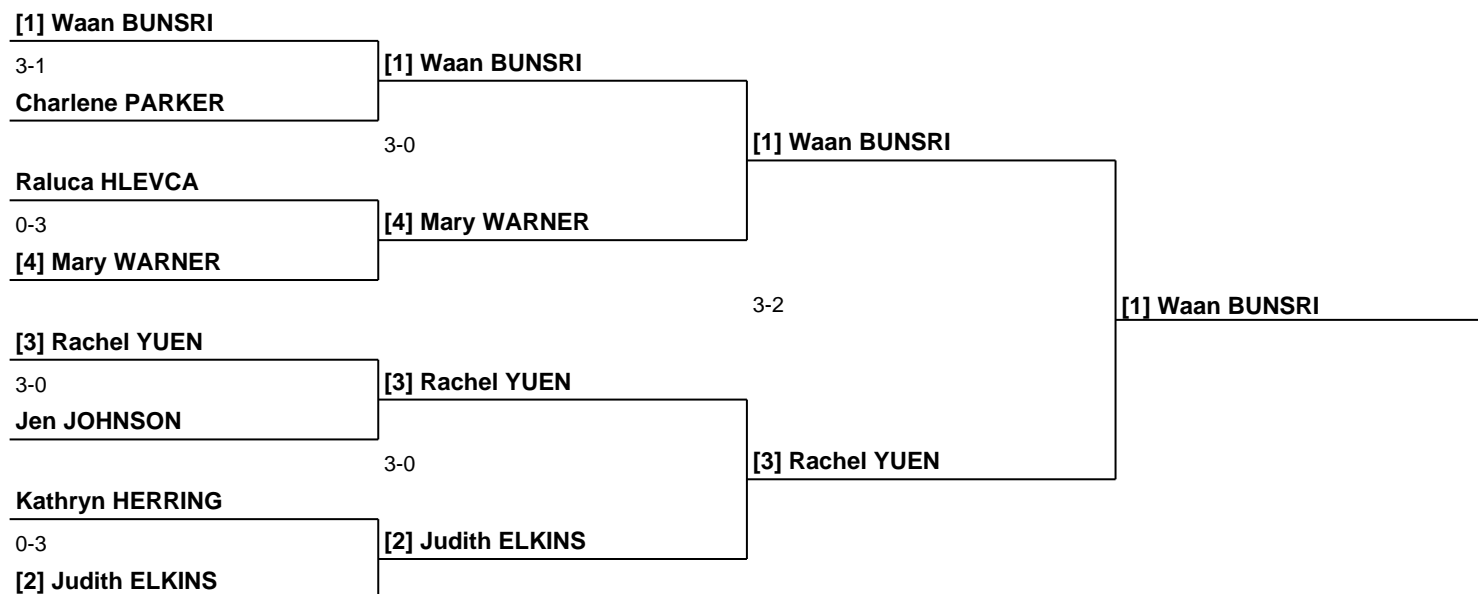 [1] Waan BUNSRI
3-1
[1] Waan BUNSRI
Charlene PARKER
3-0
[1] Waan BUNSRI
Raluca HLEVCA
0-3
[4] Mary WARNER
[4] Mary WARNER
3-2
[1] Waan BUNSRI
[3] Rachel YUEN
3-0
[3] Rachel YUEN
Jen JOHNSON
3-0
[3] Rachel YUEN
Kathryn HERRING
0-3
[2] Judith ELKINS
[2] Judith ELKINS